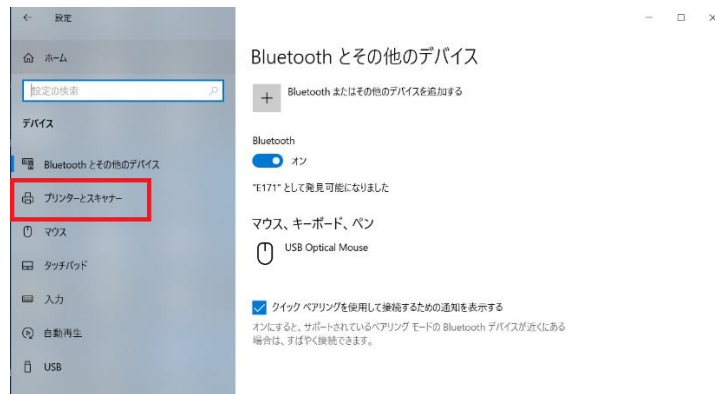 設定
ホーム
設定の検索
デバイス
Bluetooth とその他のデバイス
プリンターとスキャナー
マウス
タッチパッド
入力
自動再生
USB
Bluetooth とその他のデバイス
Bluetooth またはその他のデバイスを追加する
Bluetooth
オン
"E171" として発見可能になりました
マウス、キーボード、ペン
USB Optical Mouse
クイック ペアリングを使用して接続するための通知を表示する
オンにすると、サポートされているペアリング モードの Bluetooth デバイスが近くにある
場合は、すばやく接続できます。